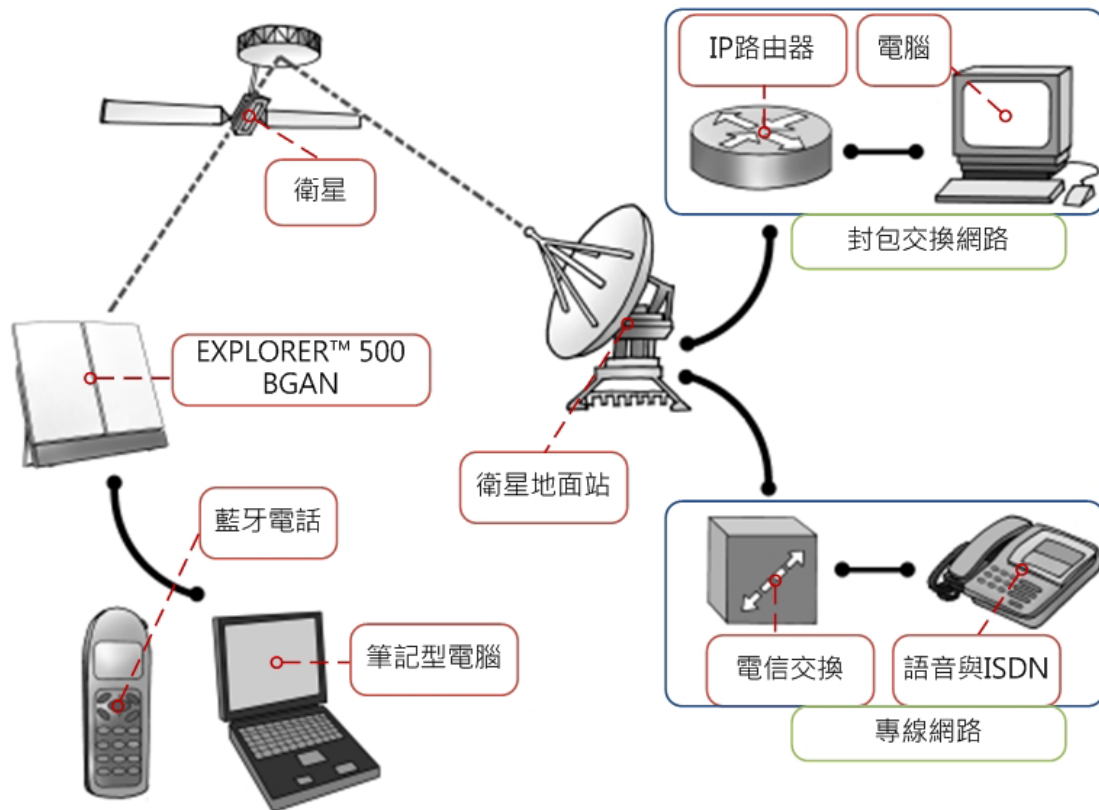 IP路由器
電腦
衛星
封包交換網路
EXPLORER™ 500
BGAN
衛星地面站
藍牙電話
筆記型電腦
電信交換
語音與ISDN
專線網路